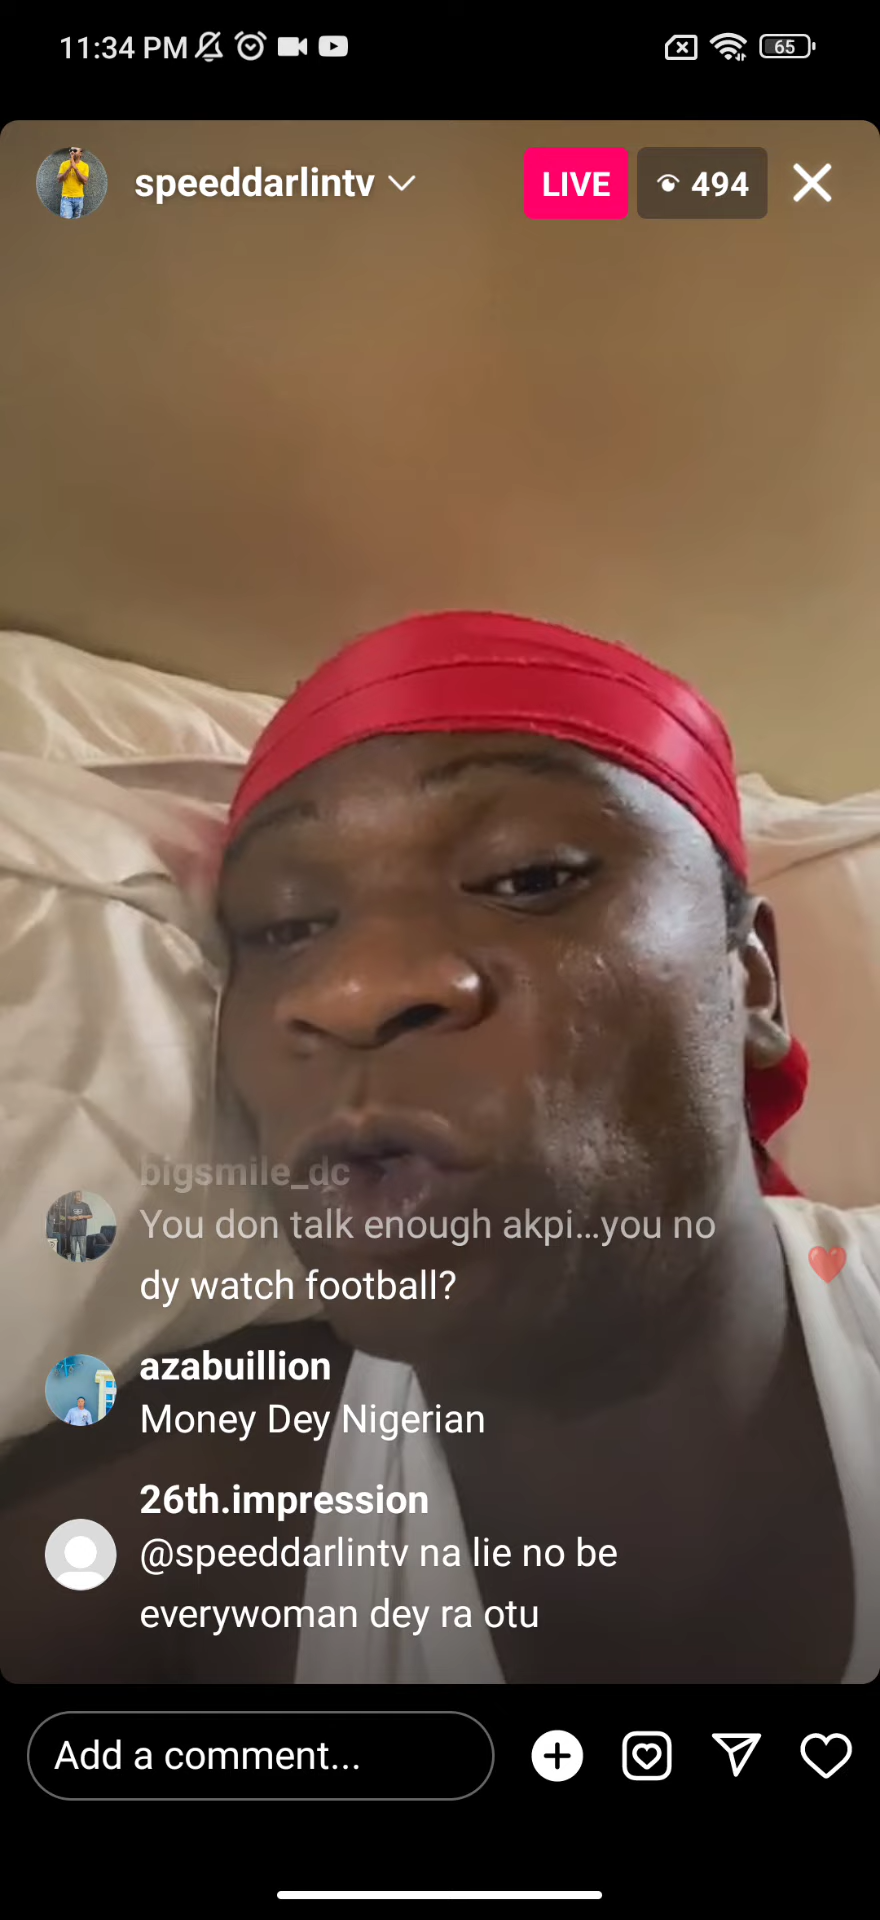 11:34 PM
65
speeddarlintv
LIVE
494
bigsmile_dc
You don talk enough akpi...you no
dy watch football?
azabuillion
Money Dey Nigerian
26th.impression
@speeddarlintv na lie no be
everywoman dey ra otu
Add a comment...